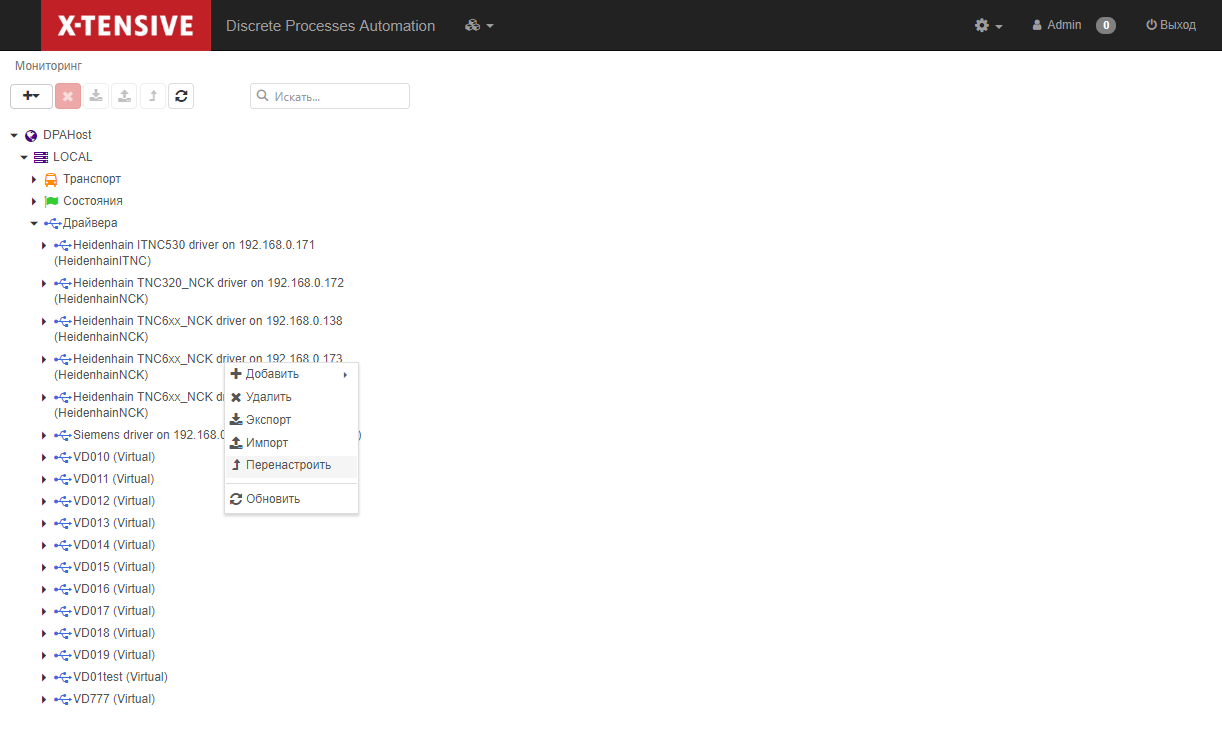 X-TENSIVE
Discrete Processes Automation
Admin
0
Выход
Мониторинг
Искать...
DPAHost
LOCAL
Транспорт
Состояния
Драйвера
Heidenhain ITNC530 driver on 192.168.0.171
(HeidenhainITNC)
Heidenhain TNC320_NCK driver on 192.168.0.172
(HeidenhainNCK)
Heidenhain TNC6xx_NCK driver on 192.168.0.138
(HeidenhainNCK)
Heidenhain TNC6xx_NCK driver on 192.168.0.173
(HeidenhainNCK)
Heidenhain TNC6xx_NCK
(HeidenhainNCK)
Siemens driver on 192.168.
VD010 (Virtual)
VD011 (Virtual)
VD012 (Virtual)
VD013 (Virtual)
VD014 (Virtual)
VD015 (Virtual)
VD016 (Virtual)
VD017 (Virtual)
VD018 (Virtual)
VD019 (Virtual)
VD01test (Virtual)
VD777 (Virtual)
Добавить
Удалить
Экспорт
Импорт
Перенастроить
Обновить